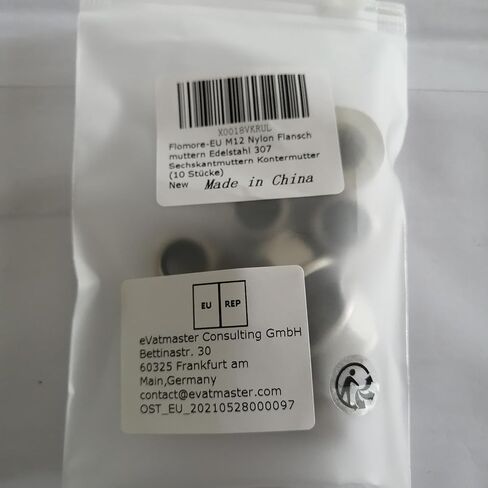 X0018VKRUL
Flomore-EU M12 Nylon Flansch
muttern Edelstahl 307
Sechskantmuttern Kontermutter
(10 Stücke)
New Made in China
EU REP
eVatmaster Consulting GmbH
Bettinastr. 30
60325 Frankfurt am
Main,Germany
contact@evatmaster.com
OST_EU_20210528000097